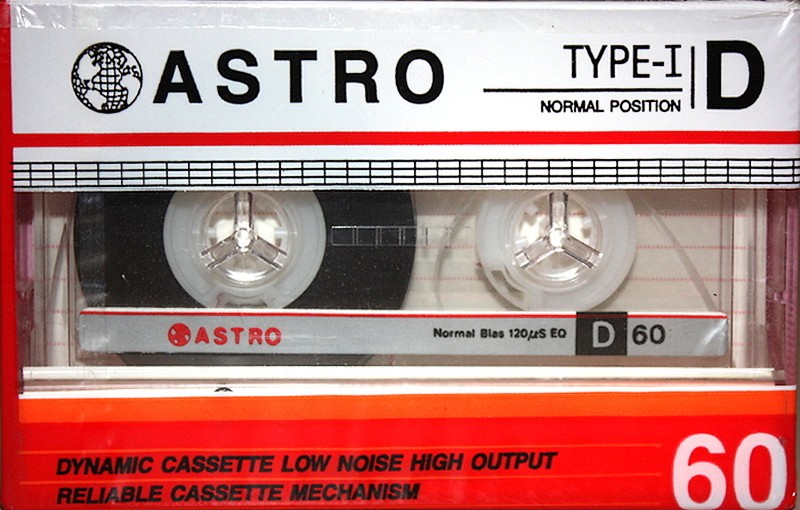 ASTRO
TYPE-I D
NORMAL POSITION
ASTRO Normal Bias 120μS EQ D 60
DYNAMIC CASSETTE LOW NOISE HIGH OUTPUT
RELIABLE CASSETTE MECHANISM
60